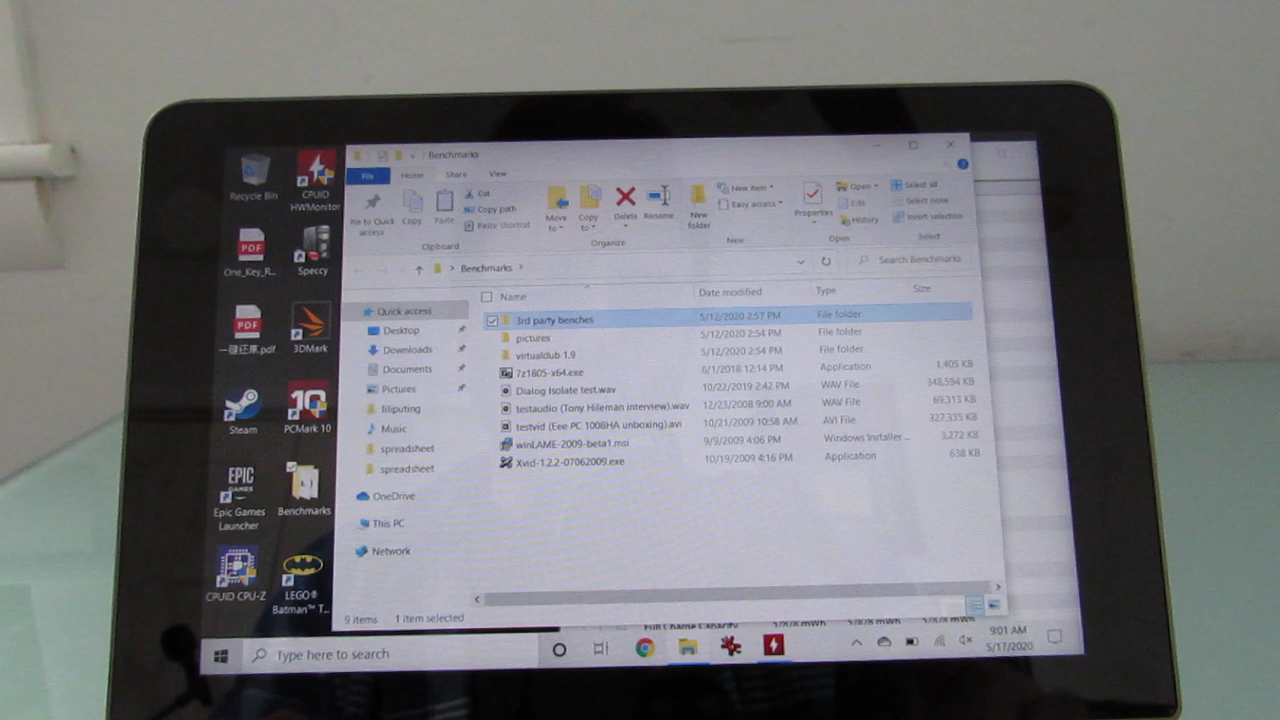 Recycle Bin
CPUID
HWMonitor
One_Key_R...
Speccy
一键还原.pdf
3DMark
Steam
PCMark 10
Epic Games
Launcher
Benchmarks
CPUID CPU-Z
LEGO®
Batman™ T...
PDF
PDF
10
EPIC
GAMES
Benchmarks
File
Home
Share
View
Pin to Quick
access
Copy
Paste
Cut
Copy path
Paste shortcut
Clipboard
Move
to
Copy
to
Delete
Rename
Organize
New
folder
New item
Easy access
New
Properties
Open
Edit
History
Open
Select all
Select none
Invert selection
Select
Benchmarks
Search Benchmarks
Quick access
Desktop
Downloads
Documents
Pictures
liliputing
Music
spreadsheet
spreadsheet
OneDrive
This PC
Network
Name Date modified Type Size
3rd party benches 5/12/2020 2:57 PM File folder
pictures 5/12/2020 2:54 PM File folder
virtualdub 1.9 5/12/2020 2:54 PM File folder
7z1805-x64.exe 6/1/2018 12:14 PM Application 1,405 KB
Dialog Isolate test.wav 10/22/2019 2:42 PM WAV File 348,594 KB
testaudio (Tony Hileman interview).wav 12/23/2008 9:00 AM WAV File 69,313 KB
testvid (Eee PC 1008HA unboxing).avi 10/21/2009 10:58 AM AVI File 327,335 KB
winLAME-2009-beta1.msi 9/9/2009 4:06 PM Windows Installer ... 3,272 KB
Xvid-1.2.2-07062009.exe 10/19/2009 4:16 PM Application 638 KB
9 items 1 item selected
Full Charge Capacity
Type here to search
9:01 AM
5/17/2020